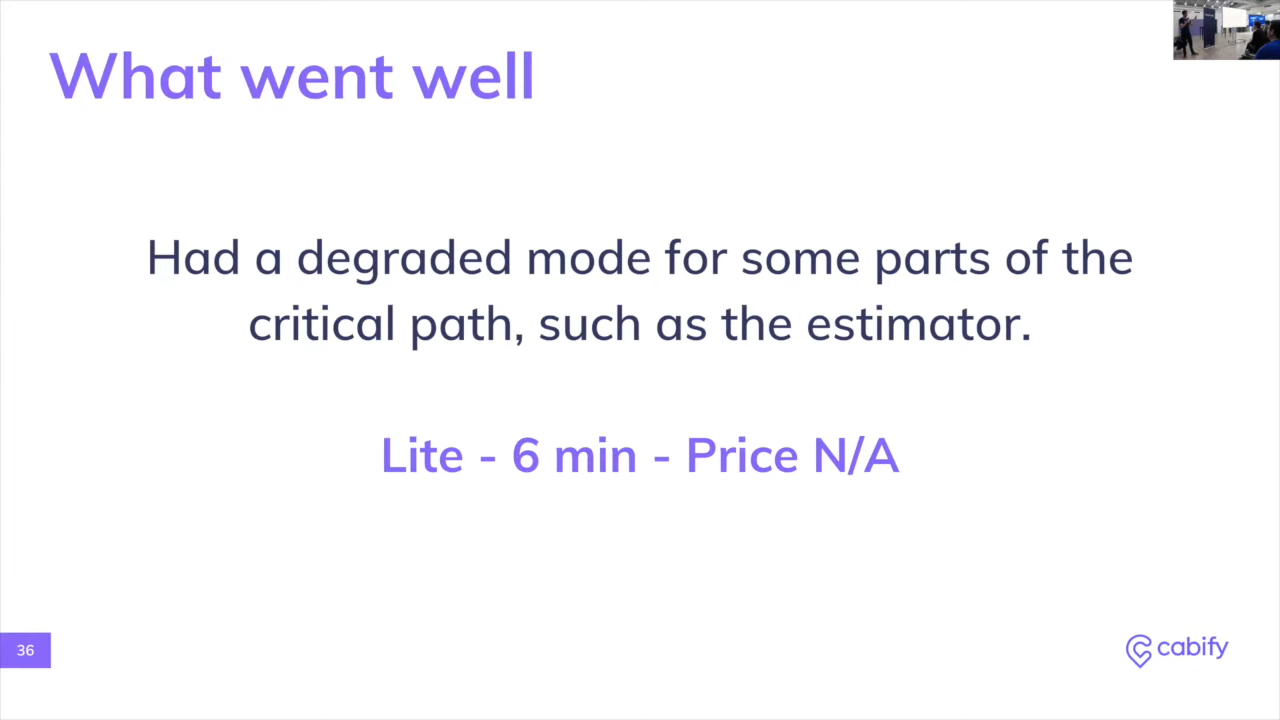 What went well
Had a degraded mode for some parts of the
critical path, such as the estimator.
Lite - 6 min - Price N/A
36
cabify